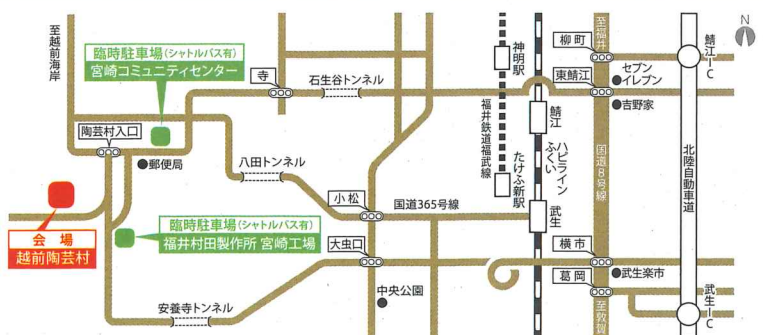 至越前海岸
臨時駐車場(シャトルバス有)
宮崎コミュニティセンター
寺
石生谷トンネル
神明駅
福井鉄道福武線
たけふ新駅
鯖江
ハピライン
ふくい
武生
至福井
柳町
東鯖江
セブン
イレブン
吉野家
国道8号線
北陸自動車道
鯖江IC
N
陶芸村入口
郵便局
八田トンネル
小松
国道365号線
会場
越前陶芸村
臨時駐車場(シャトルバス有)
福井村田製作所 宮崎工場
大虫口
中央公園
安養寺トンネル
横市
武生楽市
葛岡
至敦賀
武生IC